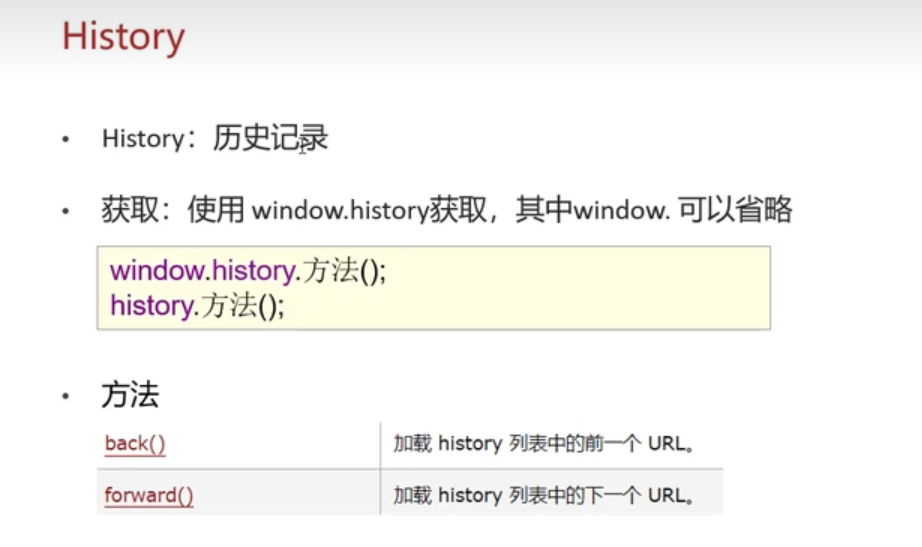 History
• History：历史记录
• 获取：使用 window.history获取，其中window. 可以省略
window.history.方法();
history.方法();
• 方法
back() 加载 history 列表中的前一个 URL。
forward() 加载 history 列表中的下一个 URL。